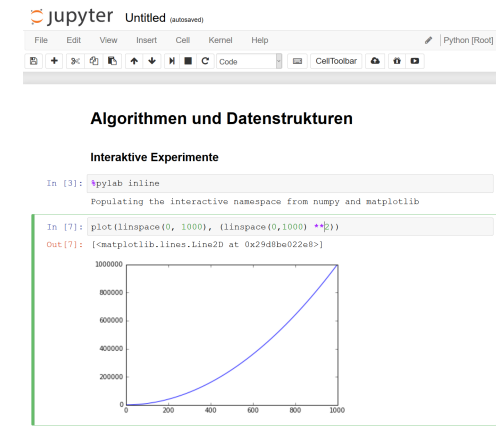 jupyter Untitled (autosaved)
File Edit View Insert Cell Kernel Help Python [Root]
Code CellToolbar
Algorithmen und Datenstrukturen
Interaktive Experimente
In [3]: %pylab inline
Populating the interactive namespace from numpy and matplotlib
In [7]: plot(linspace(0, 1000), (linspace(0,1000) **2))
Out[7]: [<matplotlib.lines.Line2D at 0x29d8be022e8>]
1000000
800000
600000
400000
200000
0
0 200 400 600 800 1000